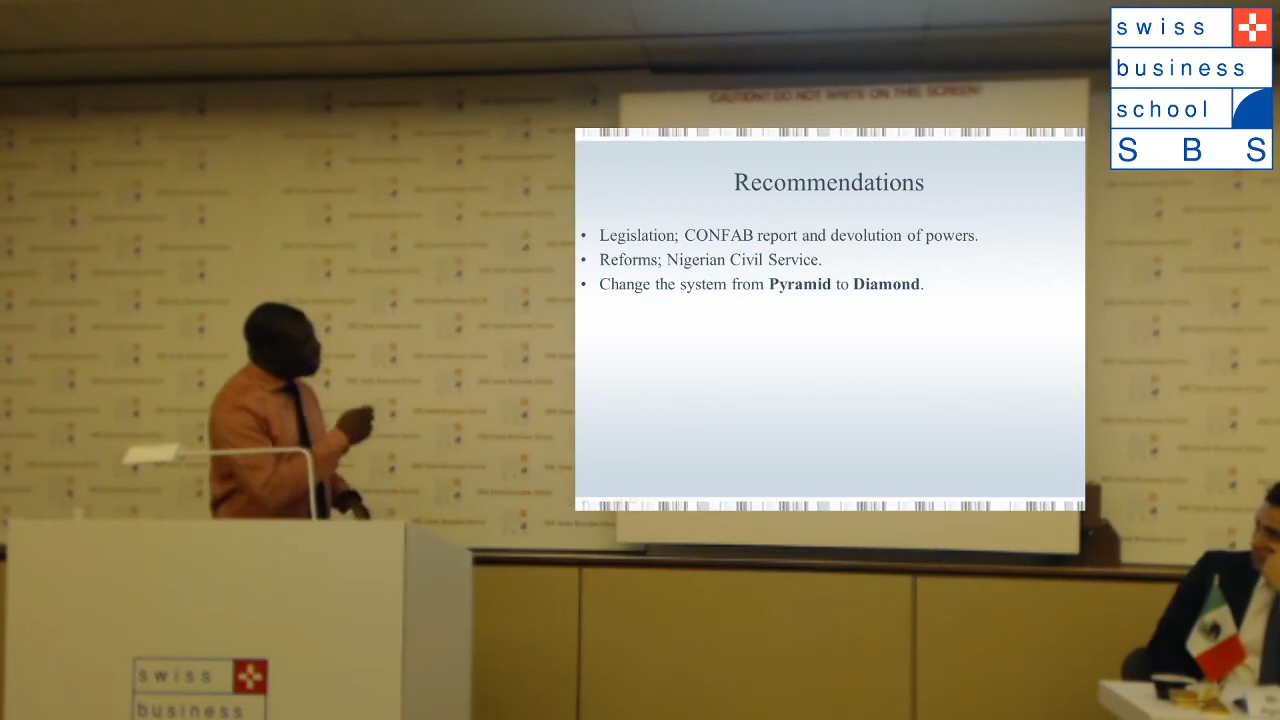 swiss
business
school
S B S
CAUTION!! DO NOT WRITE ON THIS SCREEN!
Recommendations
• Legislation; CONFAB report and devolution of powers.
• Reforms; Nigerian Civil Service.
• Change the system from Pyramid to Diamond.
swiss
business